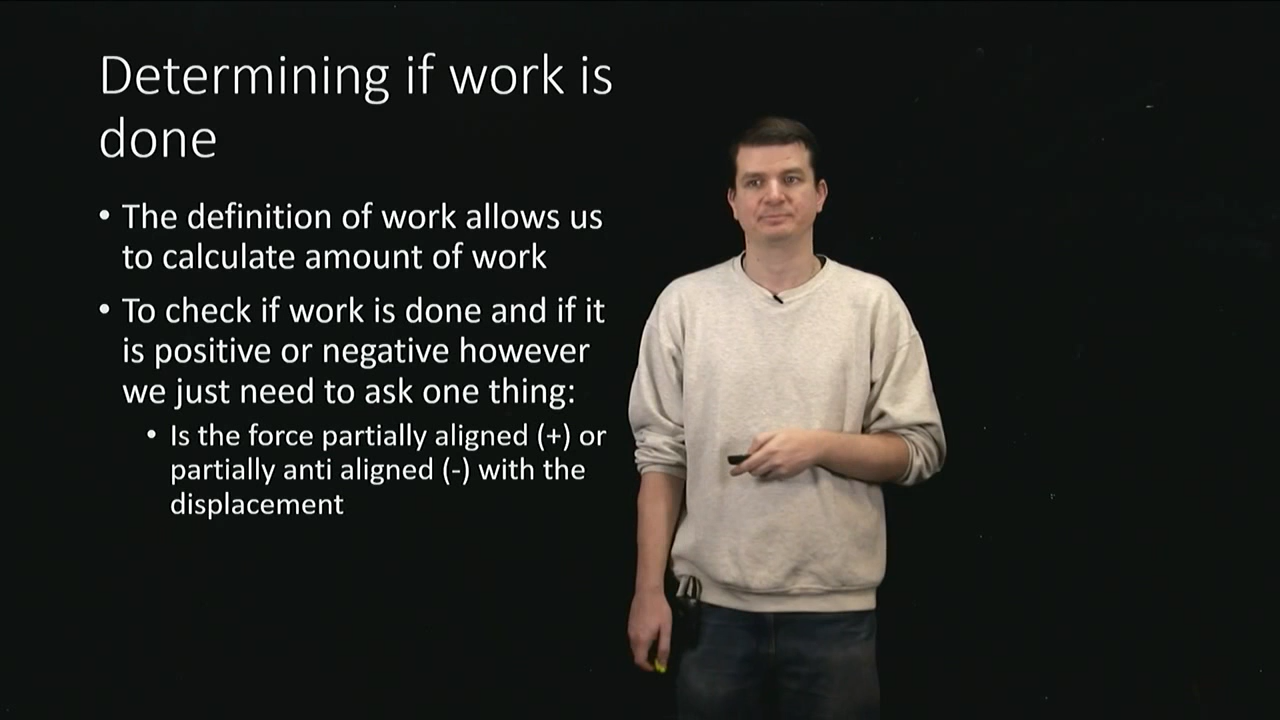 Determining if work is
done
• The definition of work allows us
to calculate amount of work
• To check if work is done and if it
is positive or negative however
we just need to ask one thing:
• Is the force partially aligned (+) or
partially anti aligned (-) with the
displacement